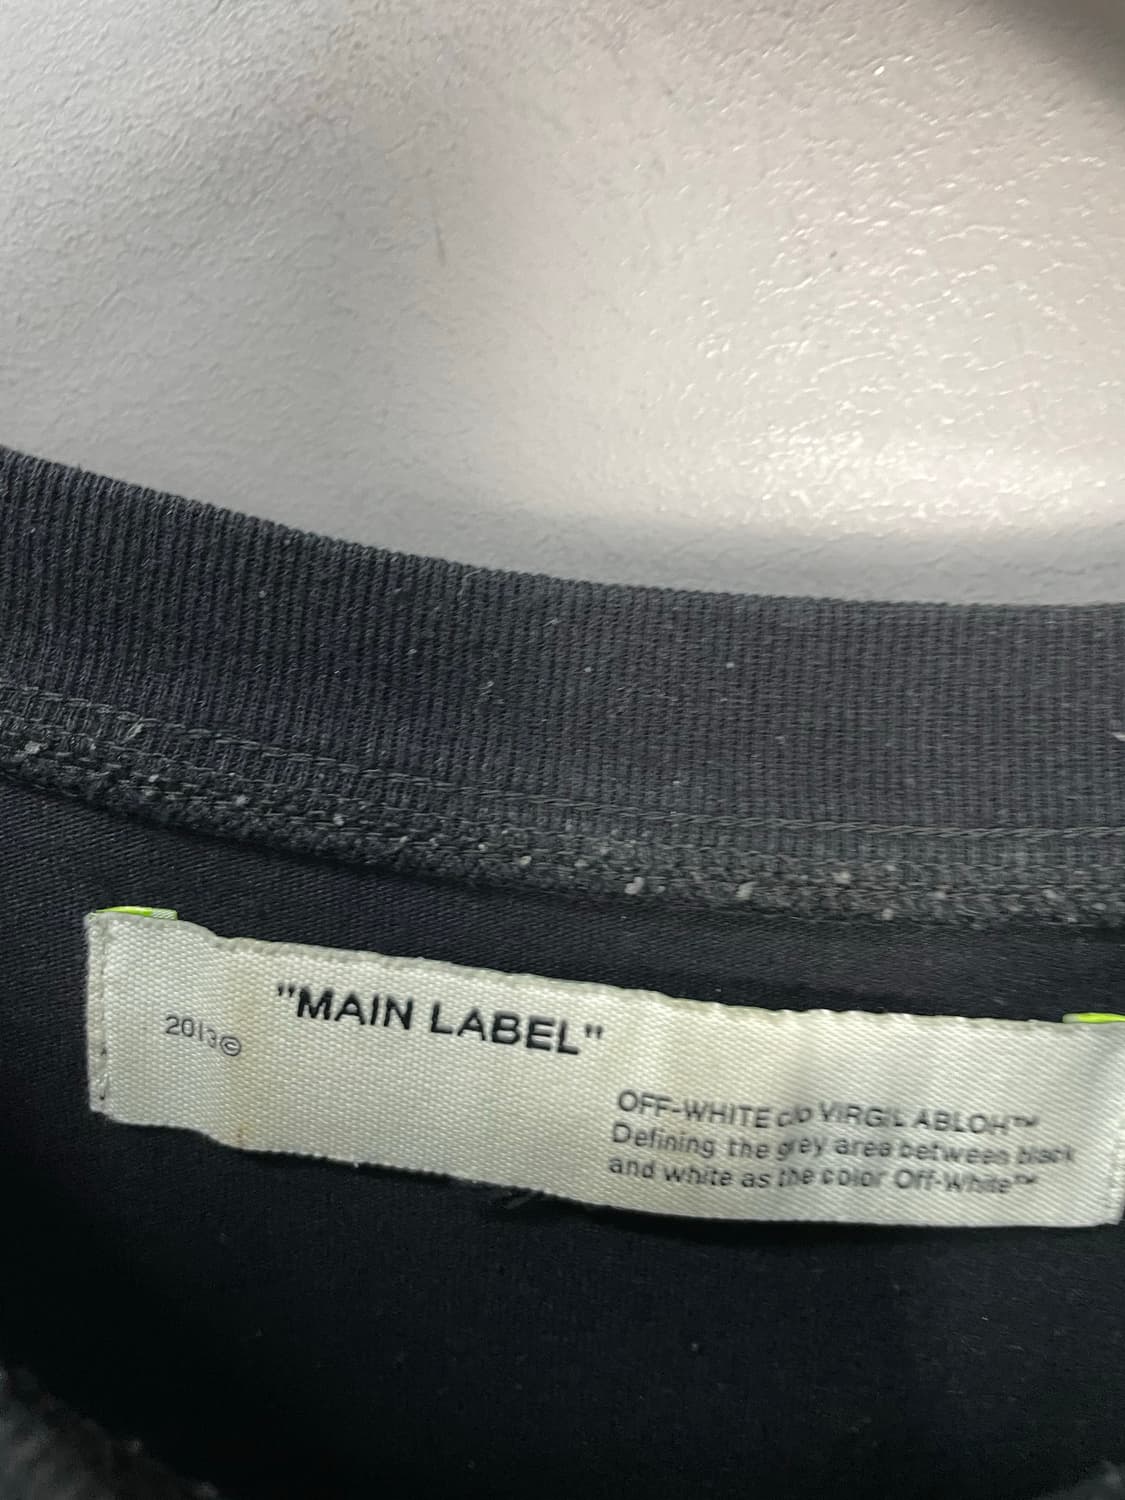 "MAIN LABEL"
2013©
OFF-WHITE c/o VIRGIL ABLOH™
Defining the grey area between black
and white as the color Off-White™